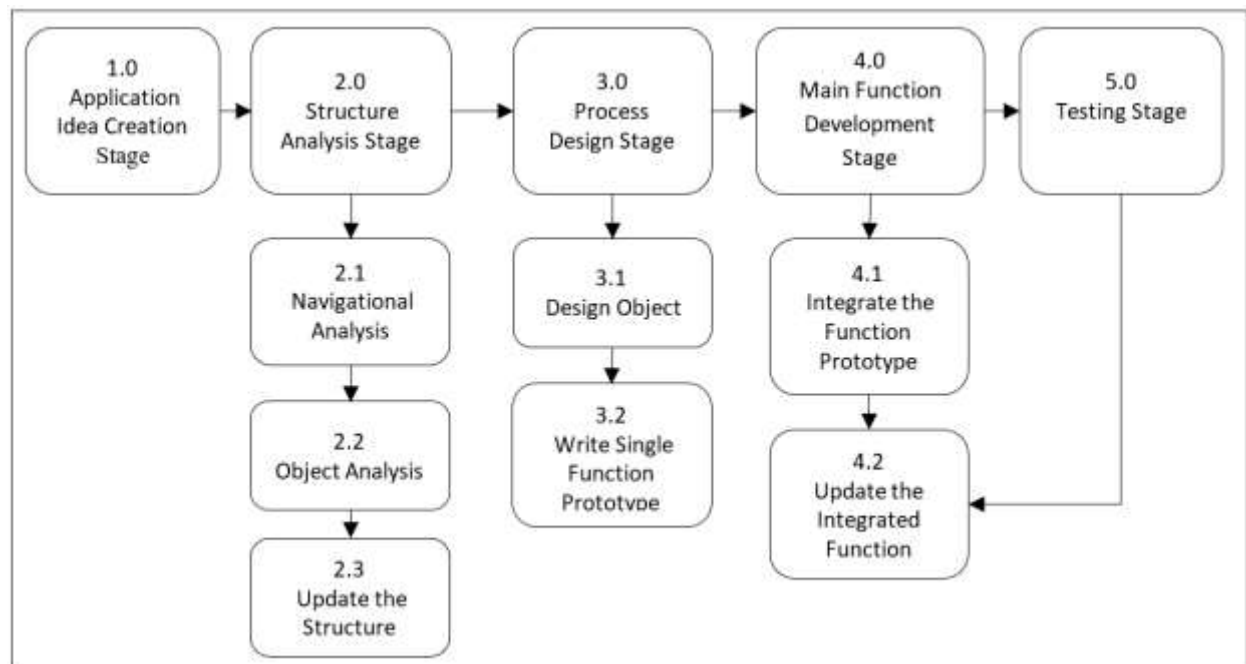 1.0
Application
Idea Creation
Stage
2.0
Structure
Analysis Stage
3.0
Process
Design Stage
4.0
Main Function
Development
Stage
5.0
Testing Stage
2.1
Navigational
Analysis
3.1
Design Object
4.1
Integrate the
Function
Prototype
2.2
Object Analysis
3.2
Write Single
Function
Prototype
4.2
Update the
Integrated
Function
2.3
Update the
Structure